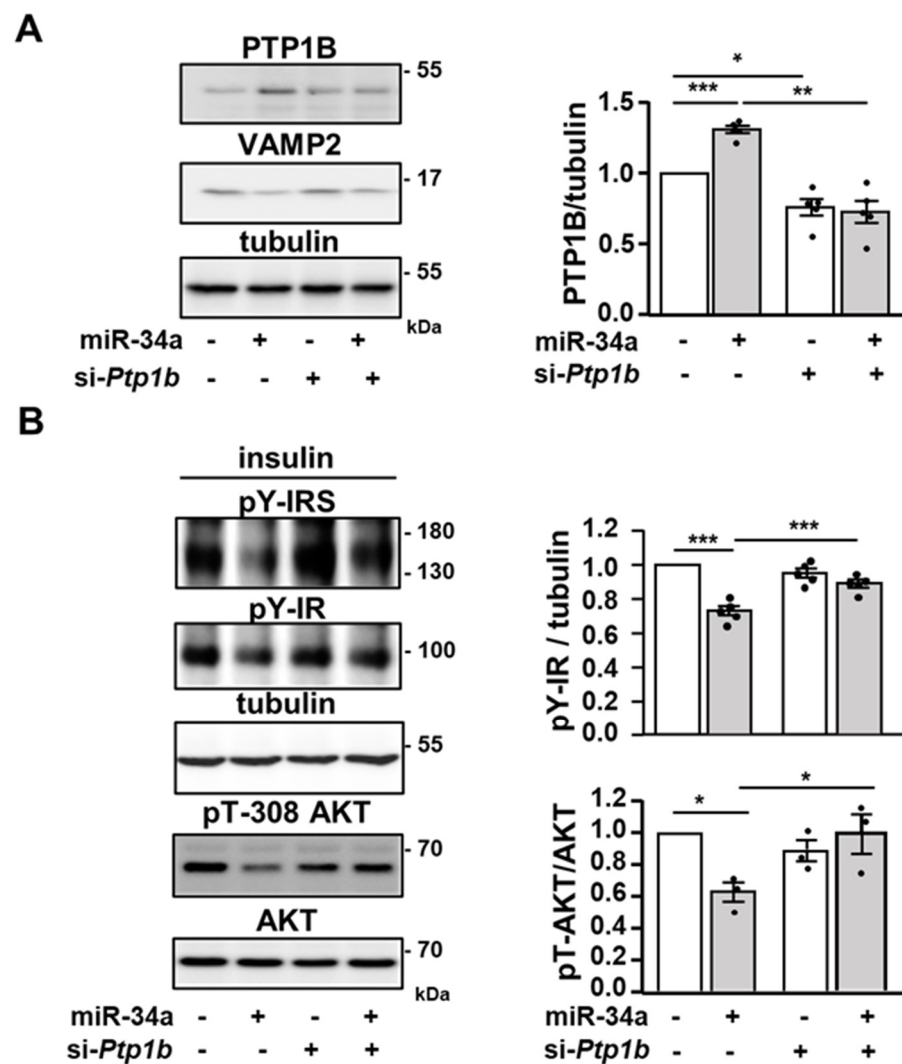 A
PTP1B
- 55
VAMP2
- 17
tubulin
- 55
kDa
miR-34a - + - +
si-Ptp1b - - + +
PTP1B/tubulin
1.5
1.0
0.5
0.0
*
*** **
miR-34a - + - +
si-Ptp1b - - + +
B
insulin
pY-IRS
- 180
- 130
pY-IR
- 100
tubulin
- 55
pT-308 AKT
- 70
AKT
- 70
kDa
miR-34a - + - +
si-Ptp1b - - + +
pY-IR / tubulin
1.2
1.0
0.8
0.6
0.4
0.2
0.0
*** ***
pT-AKT/AKT
1.2
1.0
0.8
0.6
0.4
0.2
0.0
* *
miR-34a - + - +
si-Ptp1b - - + +